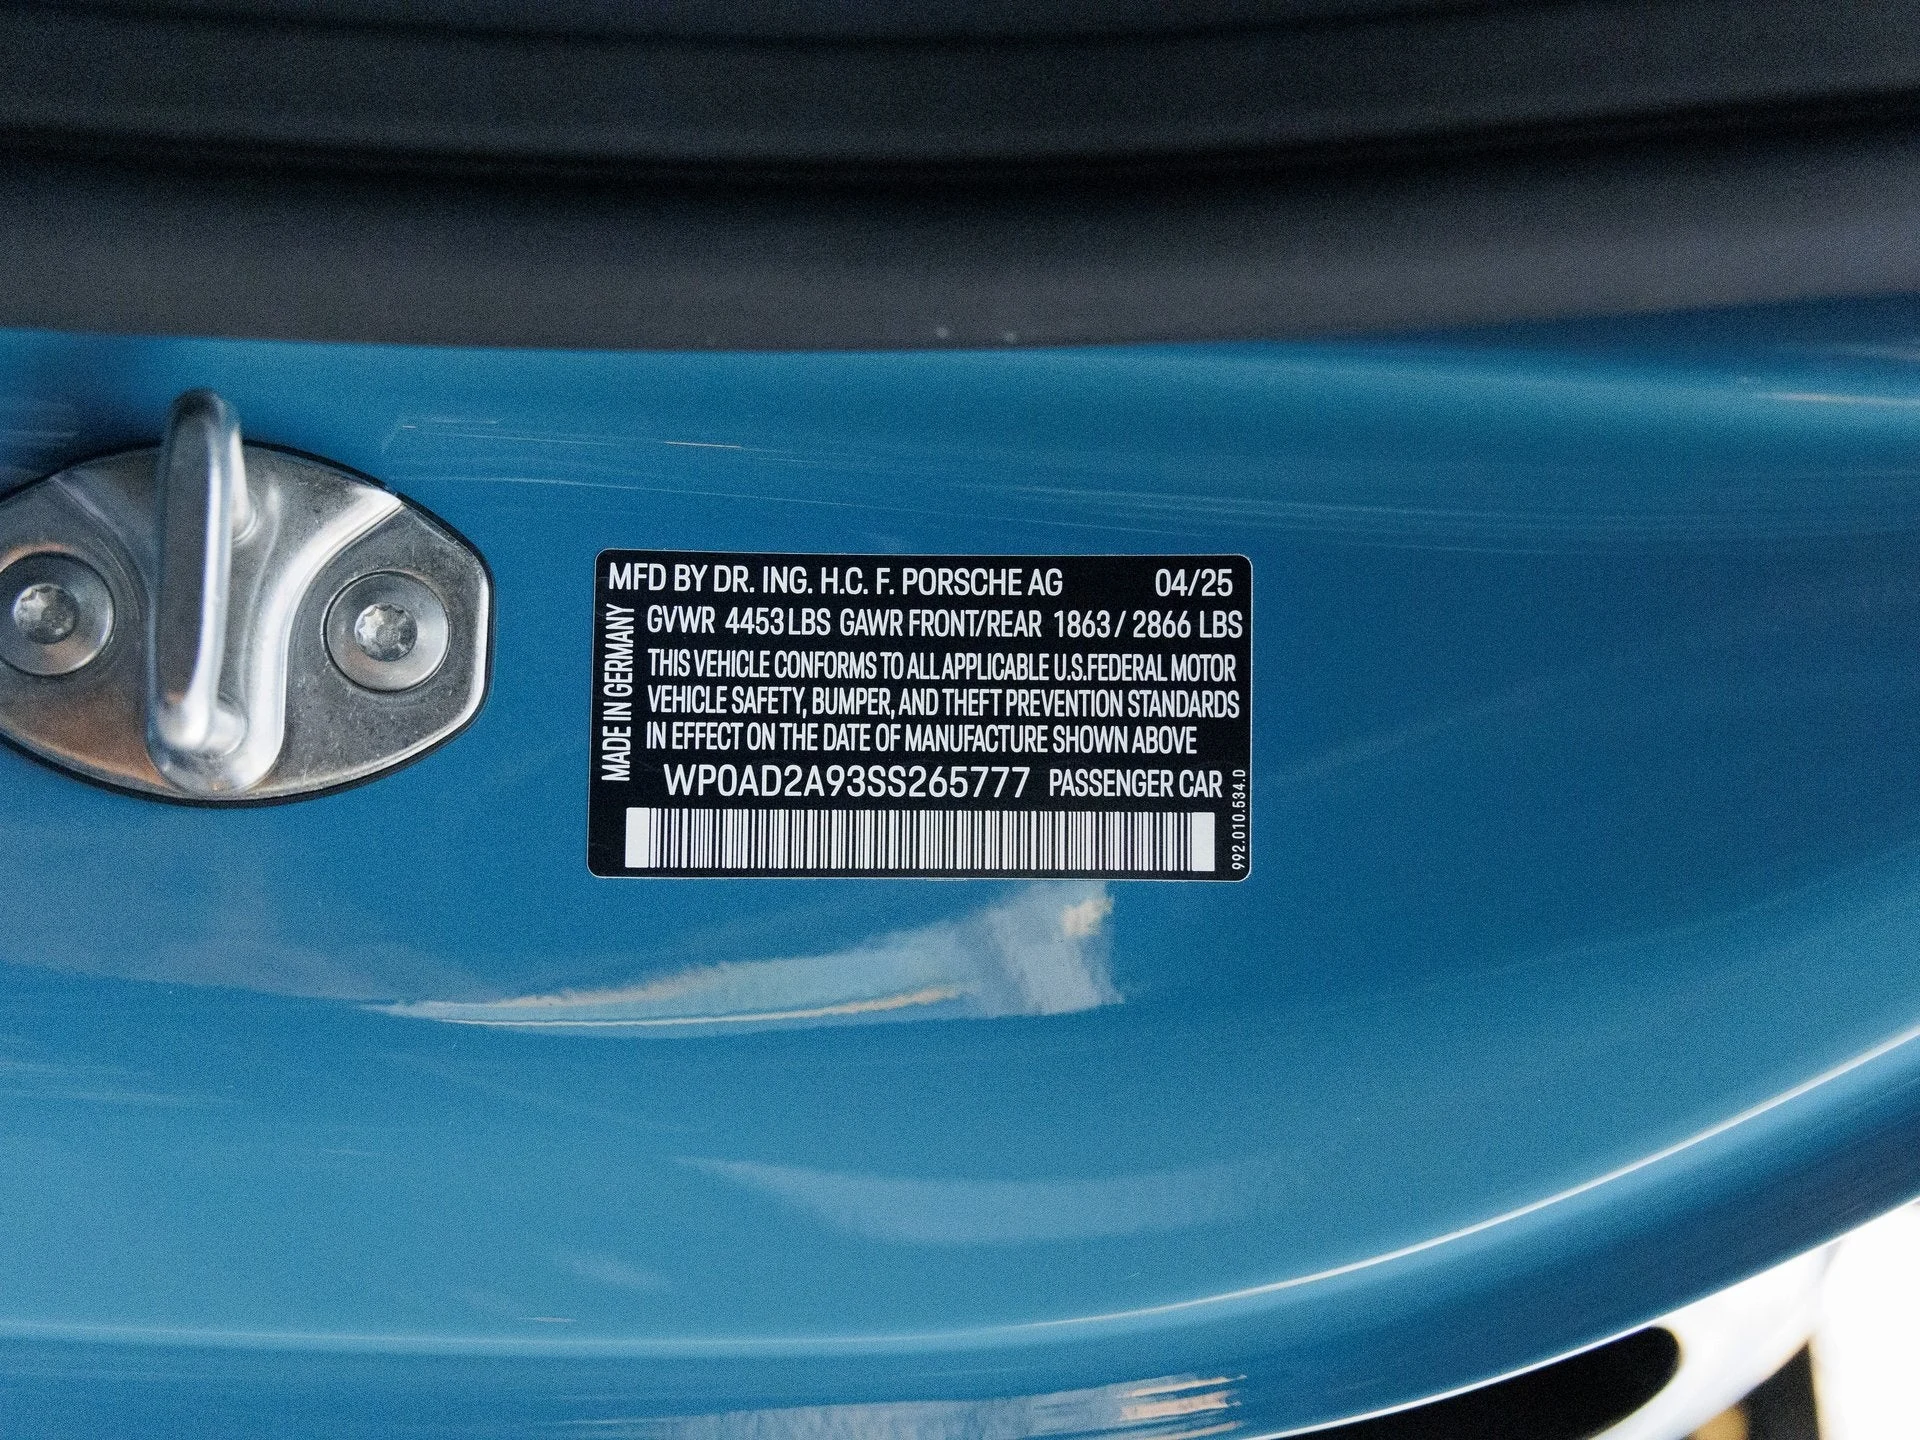 MFD BY DR. ING. H.C. F. PORSCHE AG 04/25
GVWR 4453 LBS GAWR FRONT/REAR 1863 / 2866 LBS
THIS VEHICLE CONFORMS TO ALL APPLICABLE U.S.FEDERAL MOTOR
VEHICLE SAFETY, BUMPER, AND THEFT PREVENTION STANDARDS
IN EFFECT ON THE DATE OF MANUFACTURE SHOWN ABOVE
WP0AD2A93SS265777 PASSENGER CAR
MADE IN GERMANY
992.010.534.D